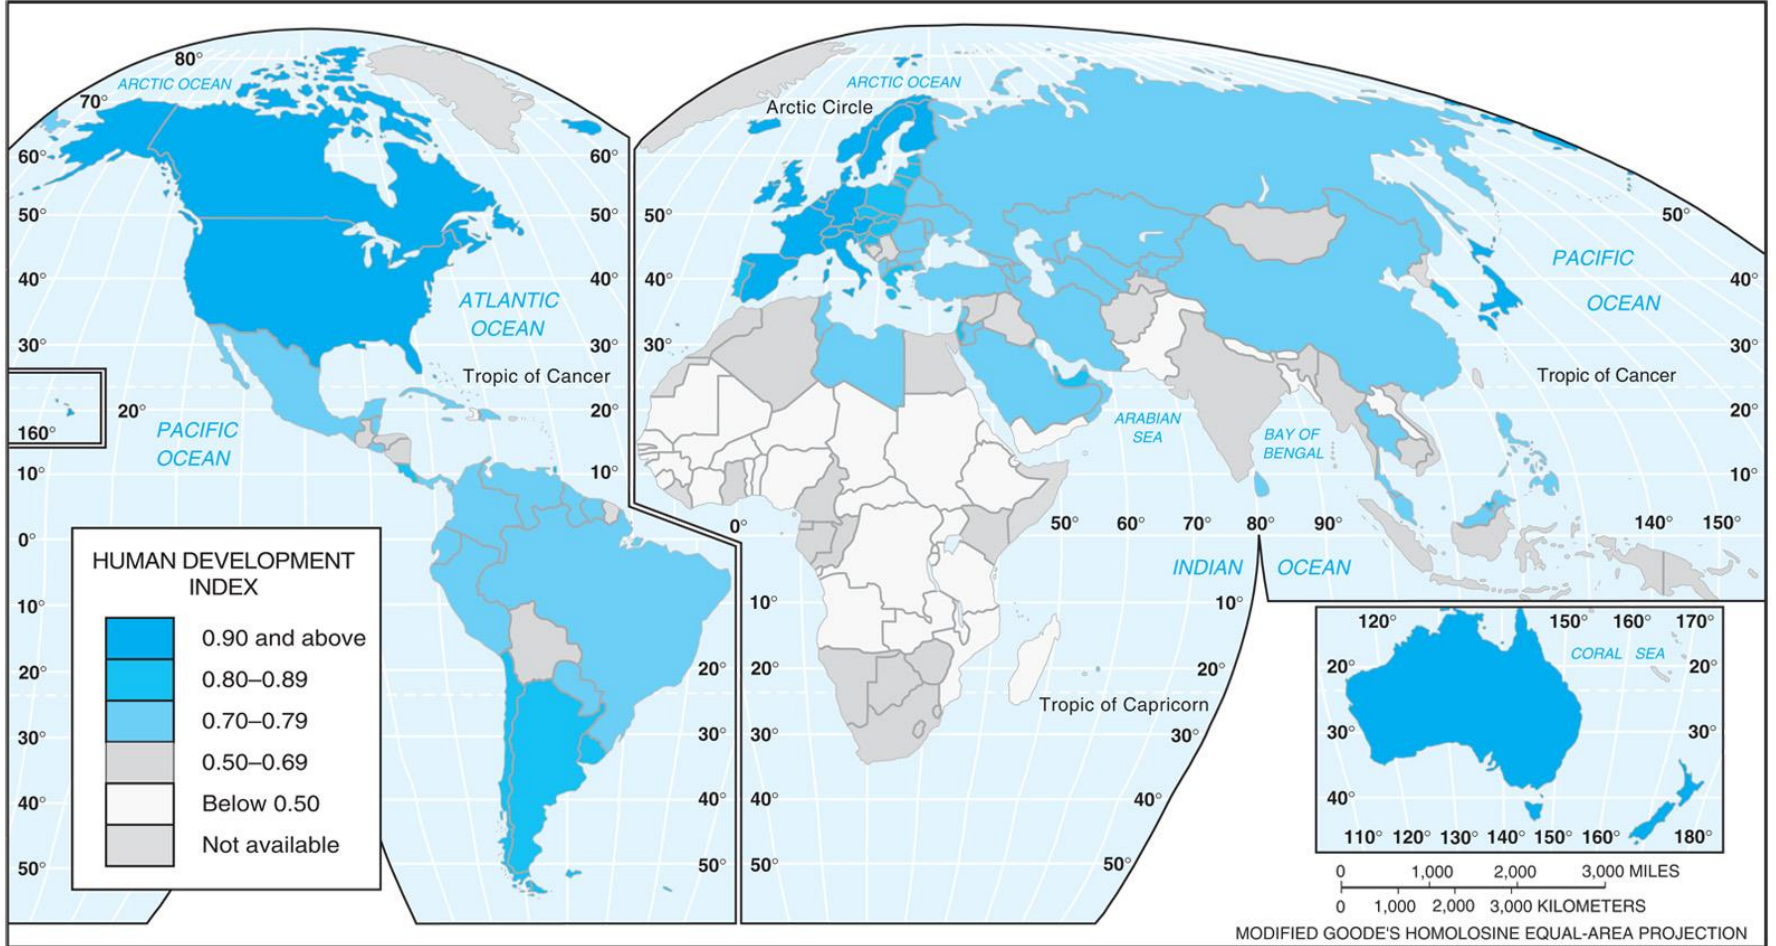 80°
ARCTIC OCEAN
70°
60°
60°
50°
50°
40°
40°
ATLANTIC
OCEAN
30°
30°
Tropic of Cancer
20°
20°
160°
PACIFIC
OCEAN
10°
10°
0°
10°
20°
20°
30°
30°
40°
40°
50°
50°
HUMAN DEVELOPMENT
INDEX
0.90 and above
0.80–0.89
0.70–0.79
0.50–0.69
Below 0.50
Not available
ARCTIC OCEAN
Arctic Circle
50°
50°
PACIFIC
OCEAN
40°
40°
30°
30°
Tropic of Cancer
20°
ARABIAN
SEA
BAY OF
BENGAL
10°
0°
50°
60°
70°
80°
90°
140°
150°
INDIAN
OCEAN
10°
10°
20°
20°
Tropic of Capricorn
30°
30°
40°
40°
50°
50°
120°
150°
160°
170°
CORAL SEA
20°
20°
30°
30°
40°
110°
120°
130°
140°
150°
160°
180°
0 1,000 2,000 3,000 MILES
0 1,000 2,000 3,000 KILOMETERS
MODIFIED GOODE'S HOMOLOSINE EQUAL-AREA PROJECTION